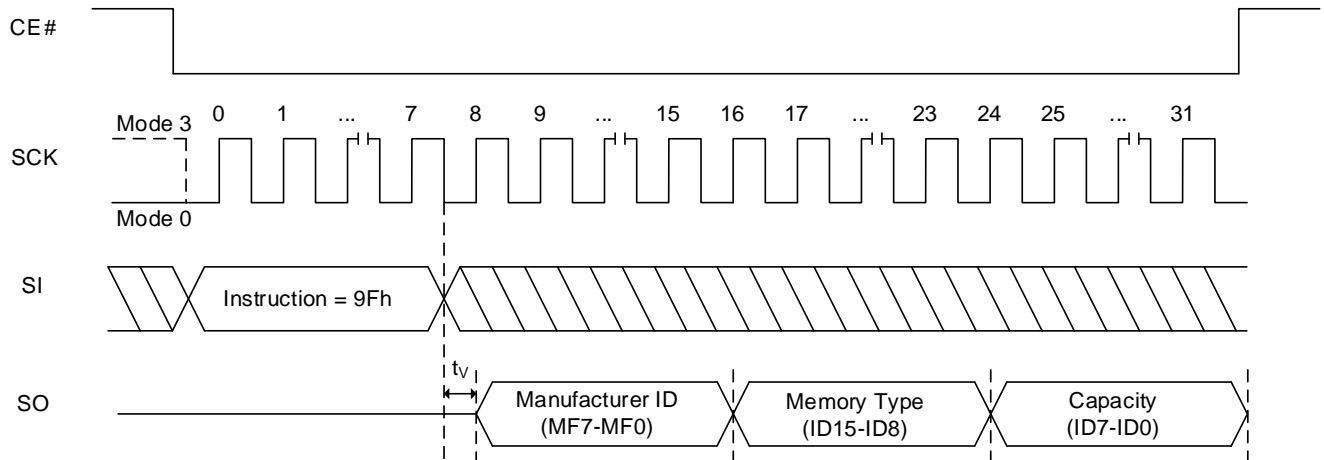 CE#
Mode 3
0 1 ... 7 8 9 ... 15 16 17 ... 23 24 25 ... 31
SCK
Mode 0
SI
Instruction = 9Fh
tV
SO
Manufacturer ID
(MF7-MF0)
Memory Type
(ID15-ID8)
Capacity
(ID7-ID0)